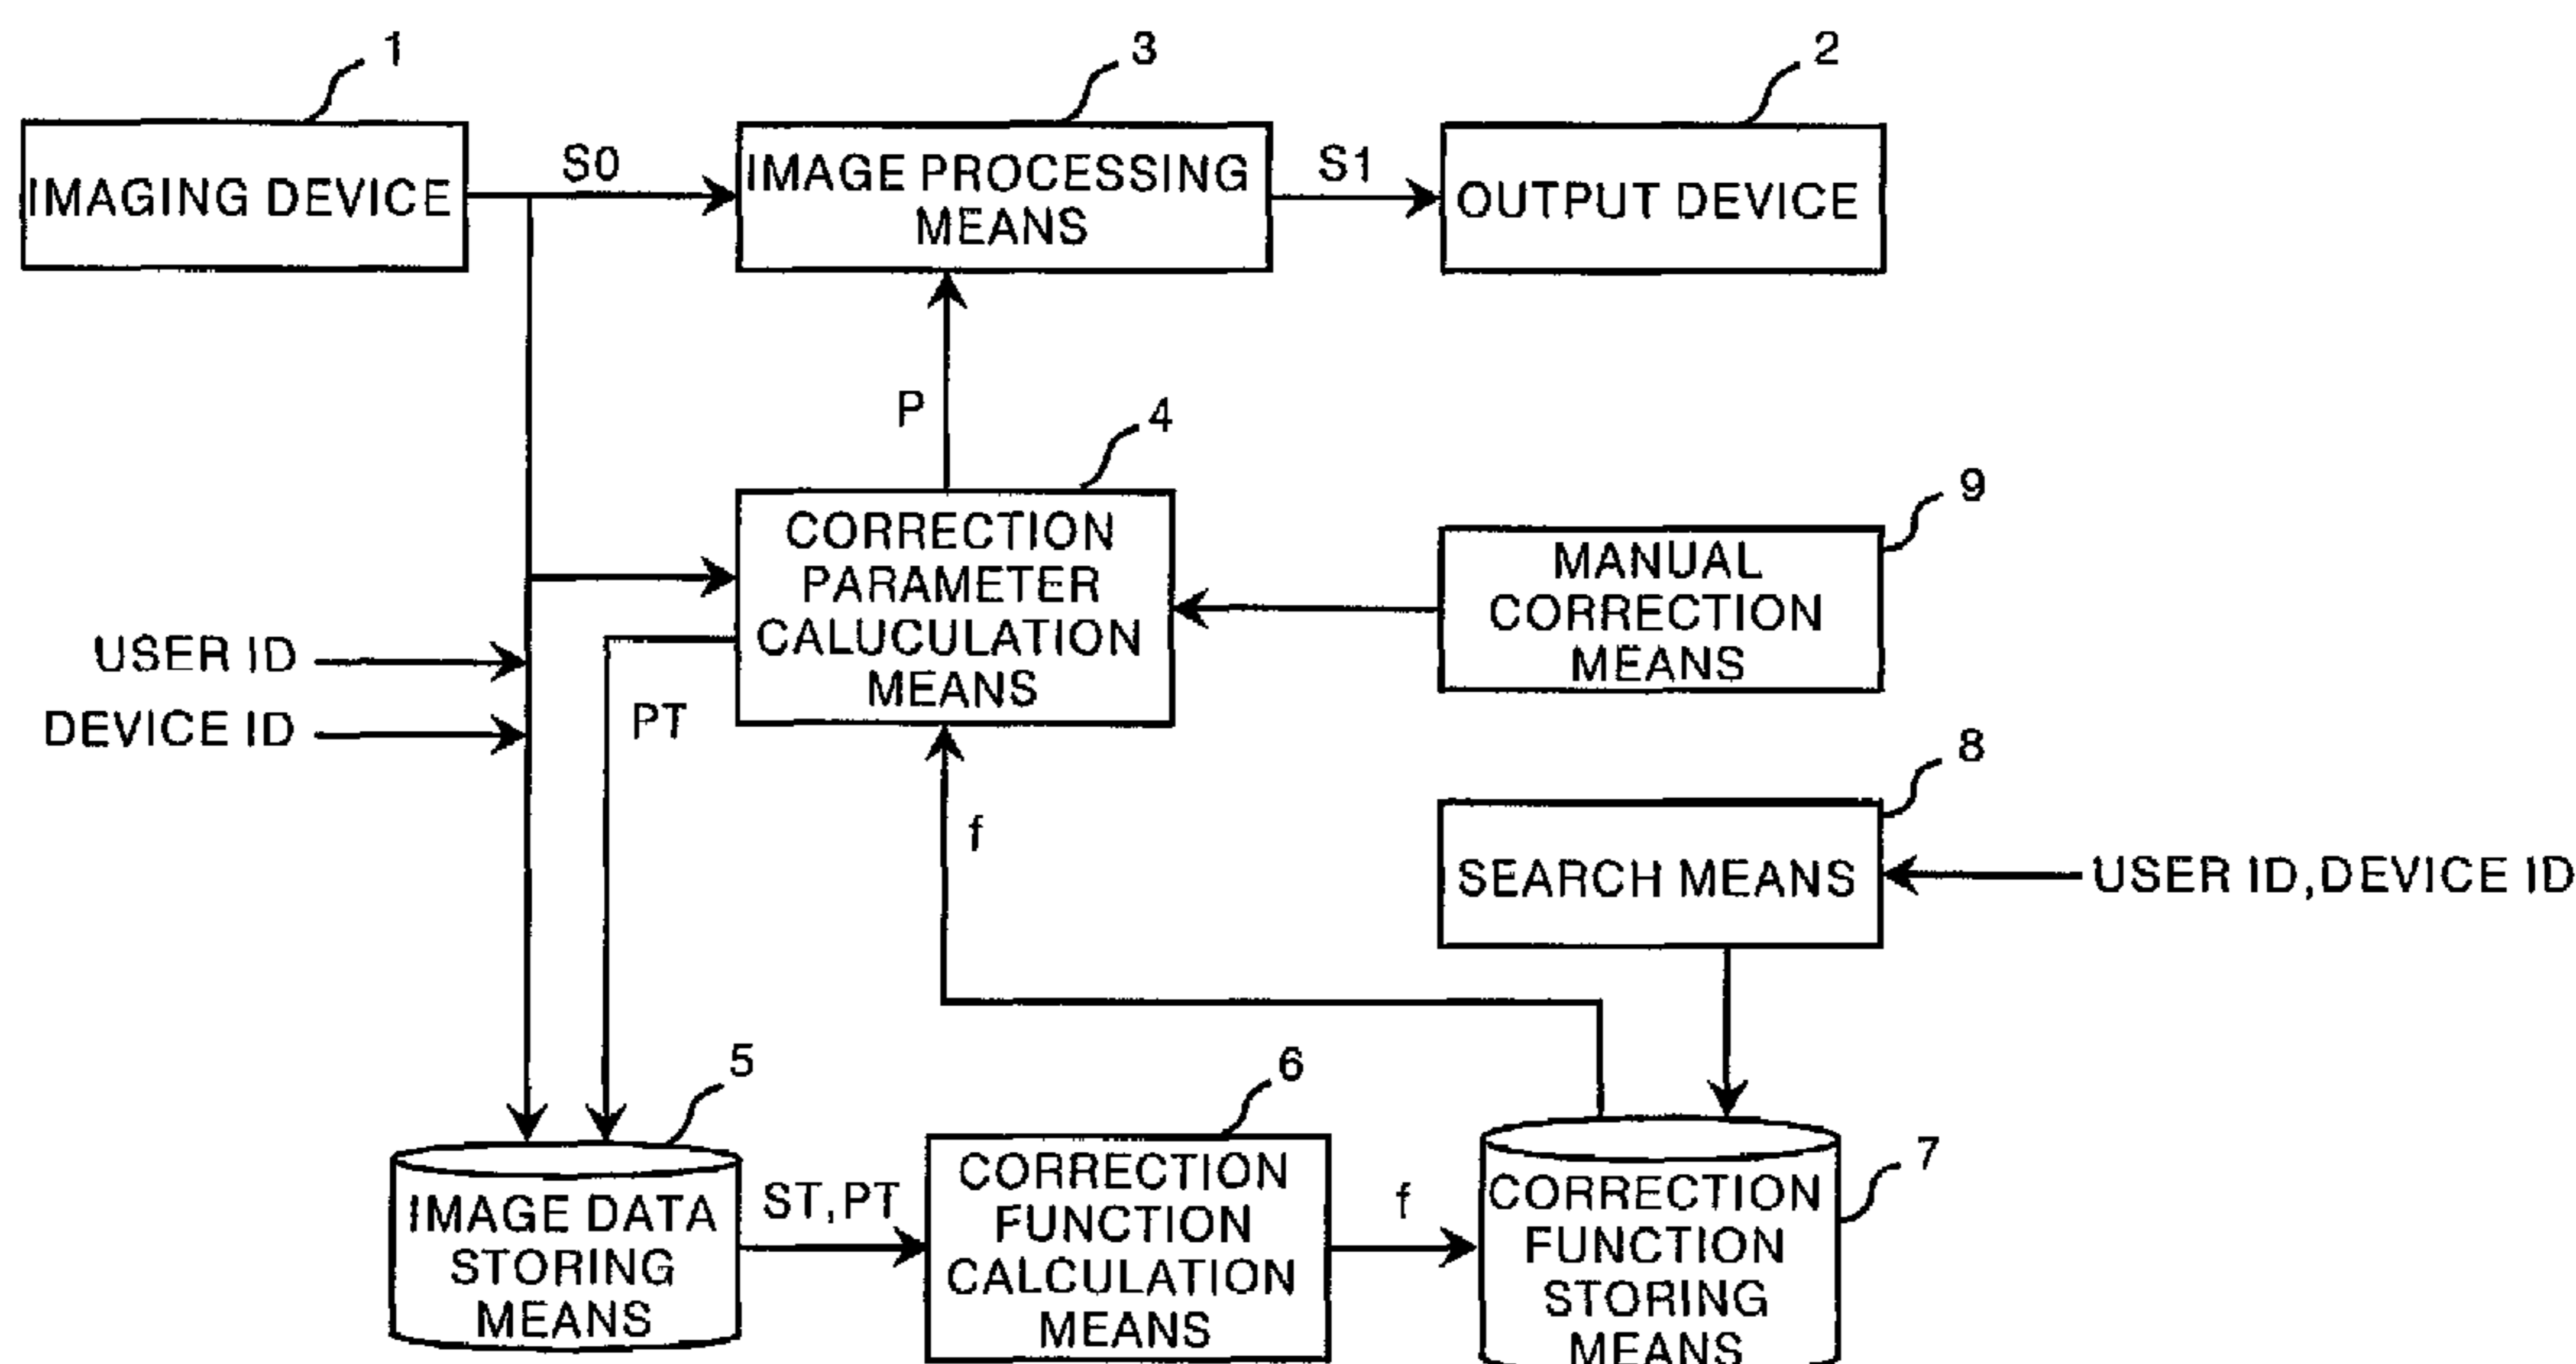 1
3
2
IMAGING DEVICE
S0
IMAGE PROCESSING
MEANS
S1
OUTPUT DEVICE
P
4
CORRECTION
PARAMETER
CALUCULATION
MEANS
9
MANUAL
CORRECTION
MEANS
USER ID
DEVICE ID
PT
f
8
SEARCH MEANS
USER ID,DEVICE ID
5
IMAGE DATA
STORING
MEANS
ST,PT
6
CORRECTION
FUNCTION
CALCULATION
MEANS
f
7
CORRECTION
FUNCTION
STORING
MEANS